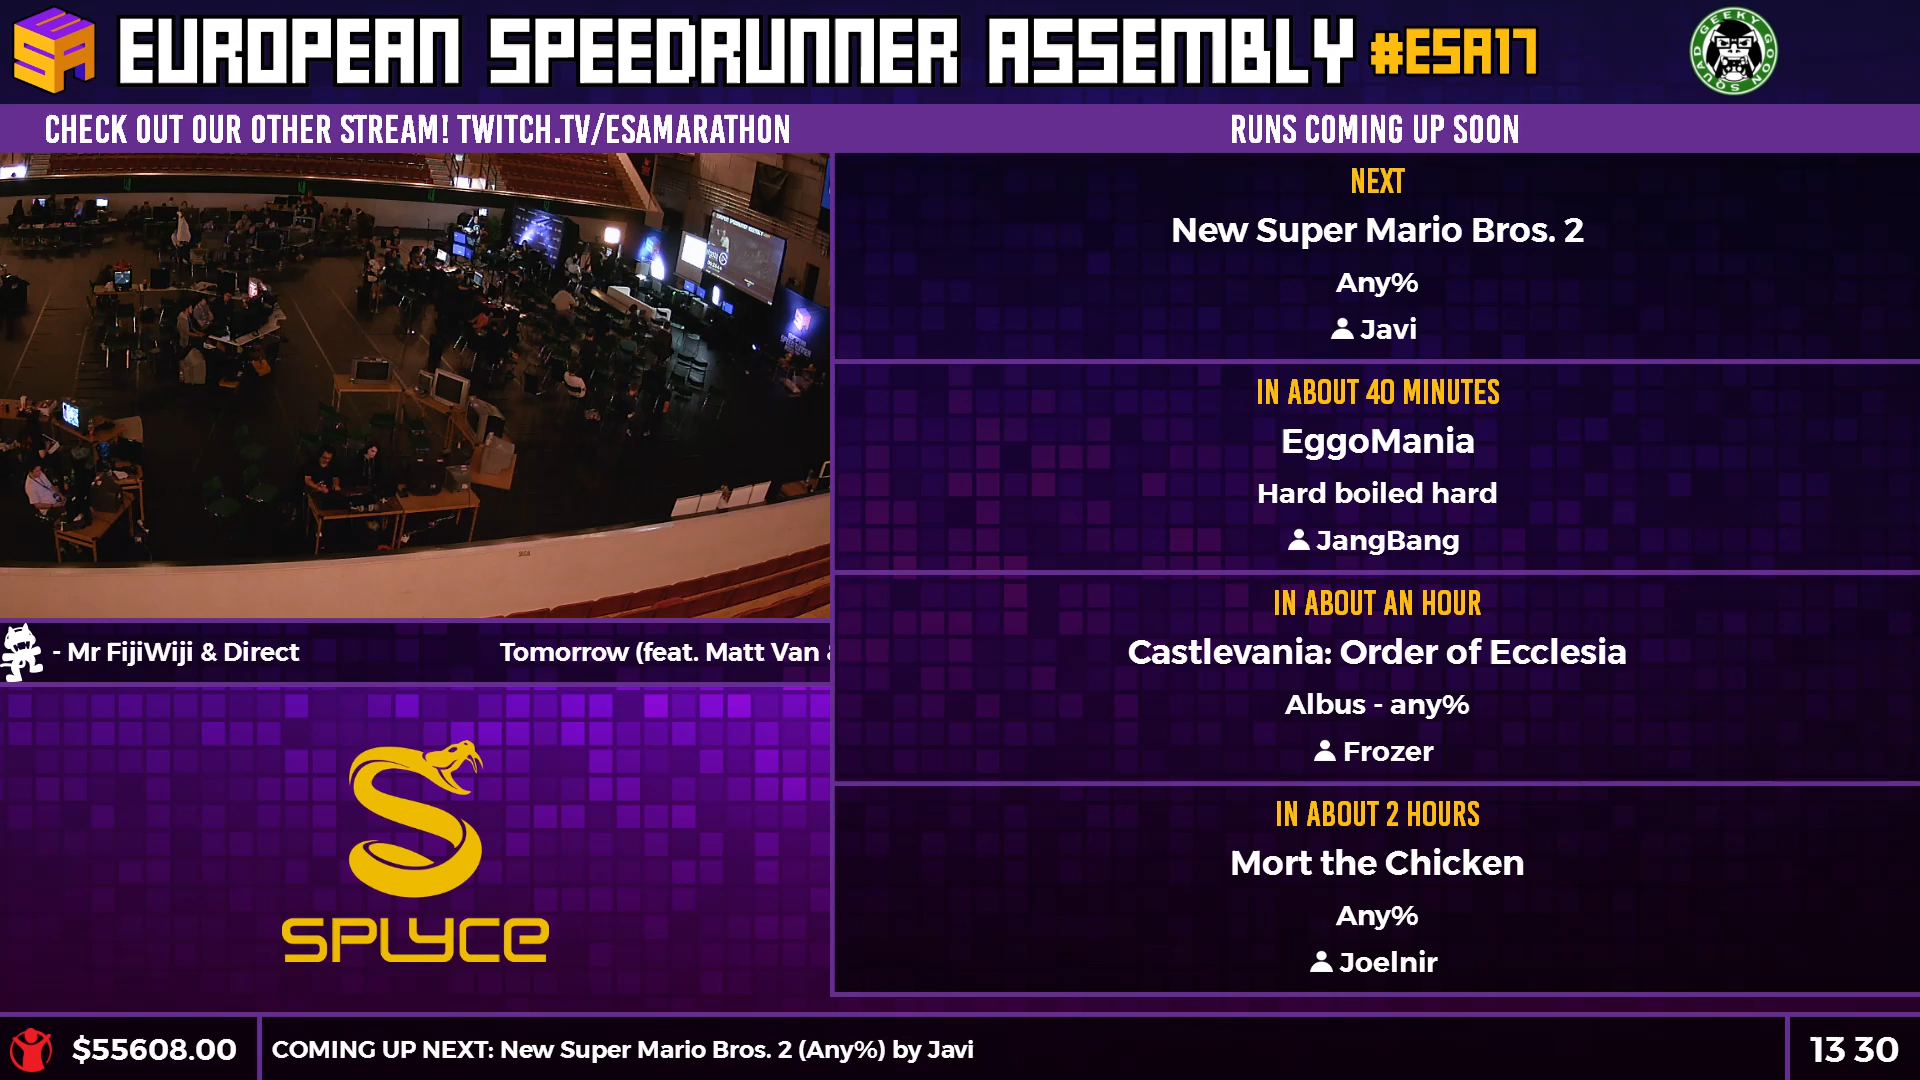 EUROPEAN SPEEDRUNNER ASSEMBLY #ESA17
GEEKY GOON SQUAD
CHECK OUT OUR OTHER STREAM! TWITCH.TV/ESAMARATHON
RUNS COMING UP SOON
NEXT
New Super Mario Bros. 2
Any%
Javi
IN ABOUT 40 MINUTES
EggoMania
Hard boiled hard
JangBang
IN ABOUT AN HOUR
Castlevania: Order of Ecclesia
Albus - any%
Frozer
IN ABOUT 2 HOURS
Mort the Chicken
Any%
Joelnir
- Mr FijiWiji & Direct
Tomorrow (feat. Matt Van
SPLYCE
$55608.00
COMING UP NEXT: New Super Mario Bros. 2 (Any%) by Javi
13 30